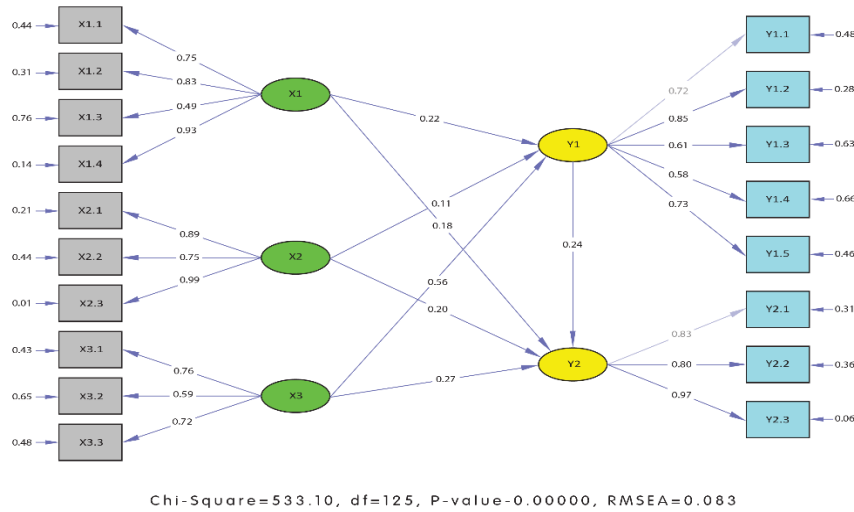 0.44 X1.1
0.31 X1.2
0.76 X1.3
0.14 X1.4
0.21 X2.1
0.44 X2.2
0.01 X2.3
0.43 X3.1
0.65 X3.2
0.48 X3.3
0.75
0.83
0.49
0.93
0.89
0.75
0.99
0.76
0.59
0.72
X1
X2
X3
0.22
0.11
0.18
0.56
0.20
0.27
Y1
0.24
Y2
0.72
0.85
0.61
0.58
0.73
0.83
0.80
0.97
Y1.1 0.48
Y1.2 0.28
Y1.3 0.63
Y1.4 0.66
Y1.5 0.46
Y2.1 0.31
Y2.2 0.36
Y2.3 0.06
Chi-Square=533.10, df=125, P-value-0.00000, RMSEA=0.083